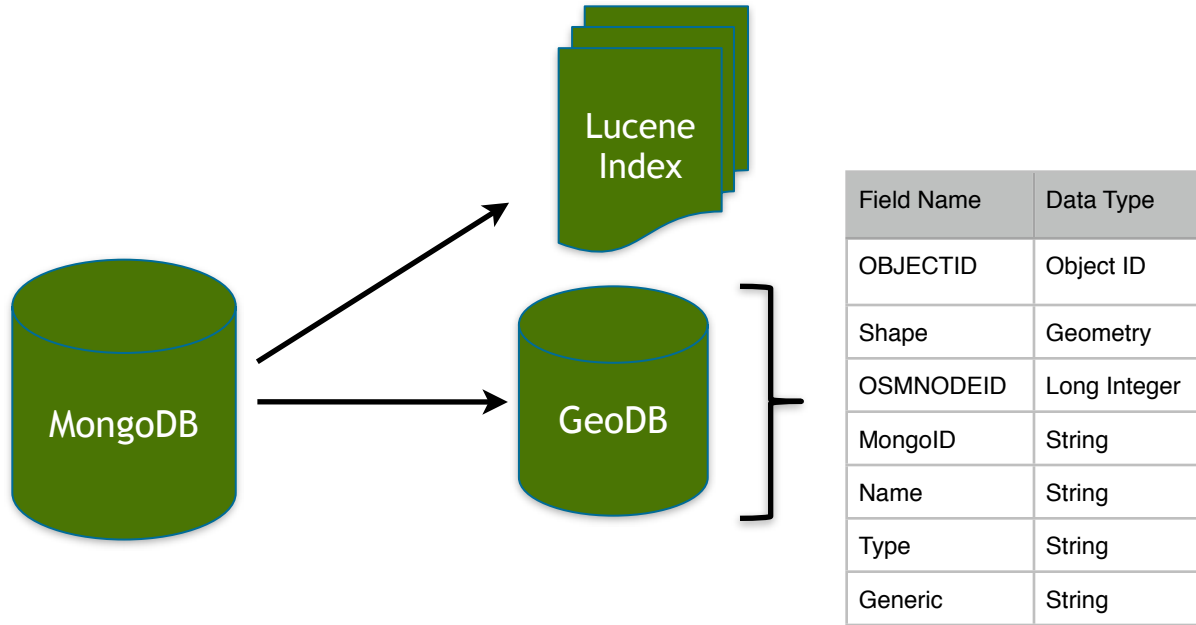 Lucene
Index
MongoDB
GeoDB
Field Name Data Type
OBJECTID Object ID
Shape Geometry
OSMNODEID Long Integer
MongoID String
Name String
Type String
Generic String